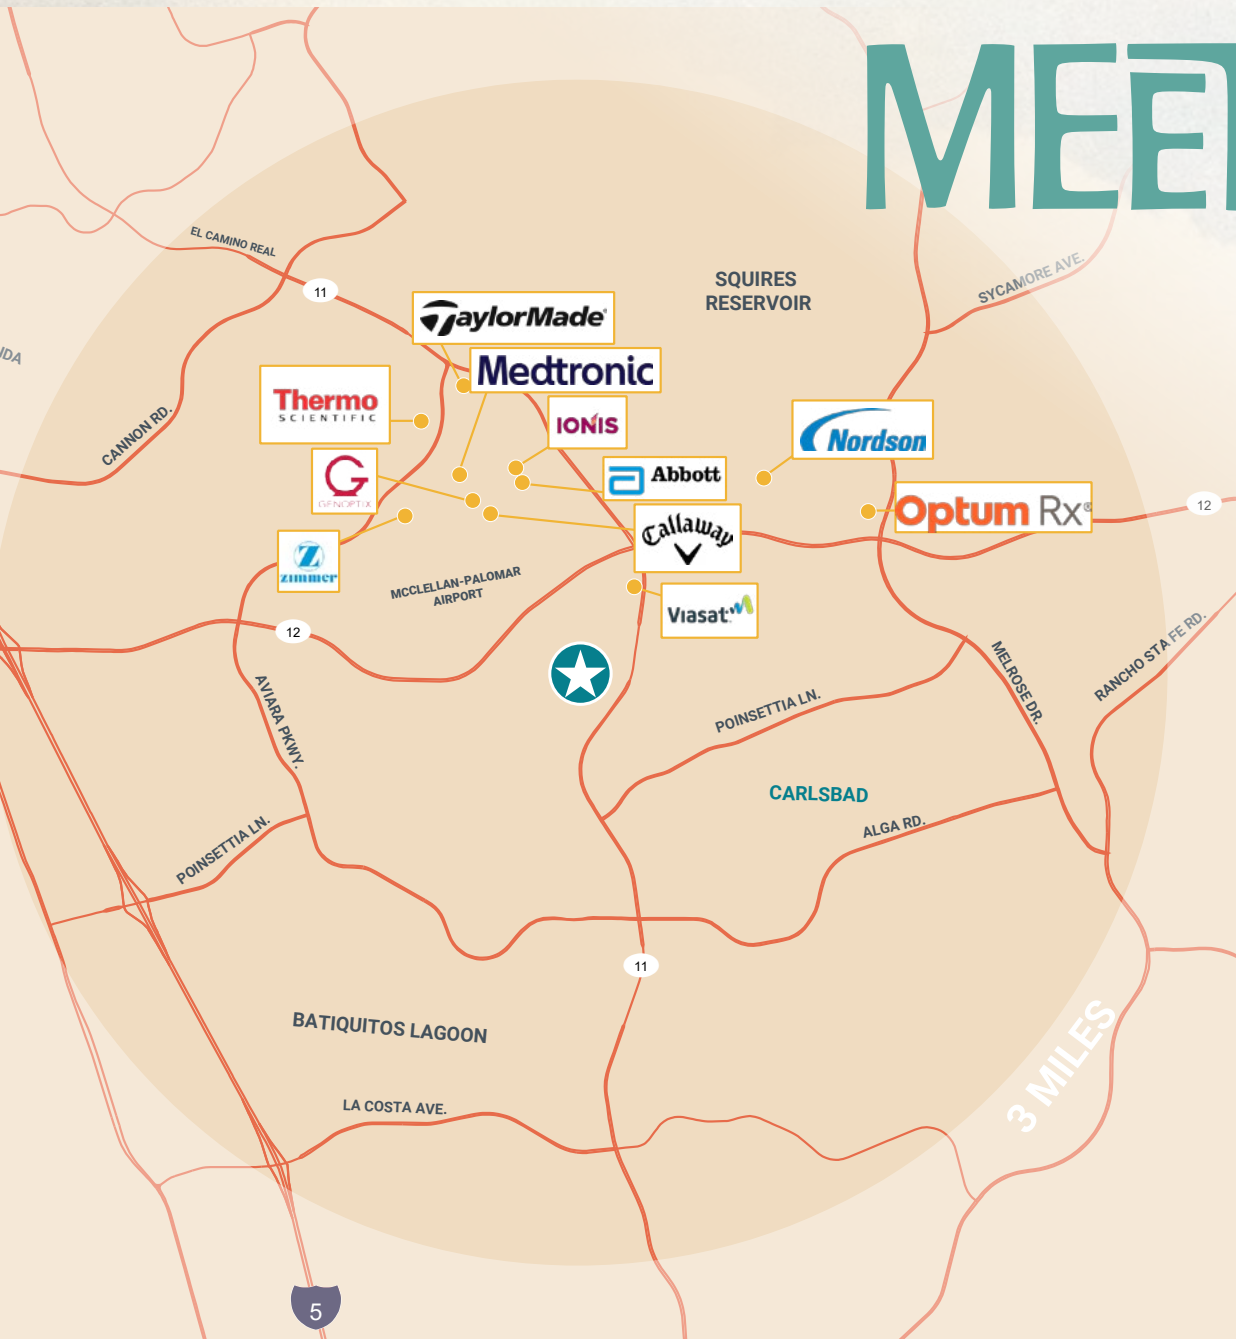 MEE
EL CAMINO REAL
11
SQUIRES
RESERVOIR
SYCAMORE AVE.
TaylorMade
Medtronic
Thermo
SCIENTIFIC
IONIS
CANNON RD.
Nordson
Abbott
G
GENOPTIX
Optum Rx®
12
Callaway
Z
zimmer
MCCLELLAN-PALOMAR
AIRPORT
Viasat
12
RANCHO STA FE RD.
MELROSE DR.
AVIARA PKWY.
POINSETTIA LN.
CARLSBAD
ALGA RD.
POINSETTIA LN.
11
BATIQUITOS LAGOON
3 MILES
LA COSTA AVE.
5